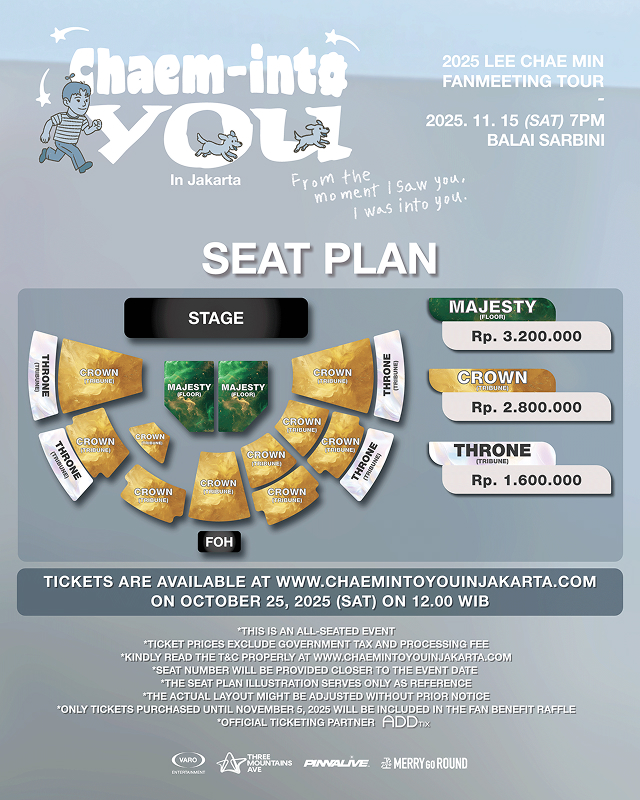 Chaem-into
YOU
In Jakarta
From the
moment I saw you,
I was into you.
2025 LEE CHAE MIN
FANMEETING TOUR
-
2025. 11. 15 (SAT) 7PM
BALAI SARBINI
SEAT PLAN
STAGE
THRONE
(TRIBUNE)
CROWN
(TRIBUNE)
MAJESTY
(FLOOR)
MAJESTY
(FLOOR)
CROWN
(TRIBUNE)
THRONE
(TRIBUNE)
THRONE
(TRIBUNE)
CROWN
(TRIBUNE)
CROWN
(TRIBUNE)
CROWN
(TRIBUNE)
CROWN
(TRIBUNE)
CROWN
(TRIBUNE)
CROWN
(TRIBUNE)
CROWN
(TRIBUNE)
CROWN
(TRIBUNE)
THRONE
(TRIBUNE)
FOH
MAJESTY
(FLOOR)
Rp. 3.200.000
CROWN
(TRIBUNE)
Rp. 2.800.000
THRONE
(TRIBUNE)
Rp. 1.600.000
TICKETS ARE AVAILABLE AT WWW.CHAEMINTOYOUINJAKARTA.COM
ON OCTOBER 25, 2025 (SAT) ON 12.00 WIB
*THIS IS AN ALL-SEATED EVENT
*TICKET PRICES EXCLUDE GOVERNMENT TAX AND PROCESSING FEE
*KINDLY READ THE T&C PROPERLY AT WWW.CHAEMINTOYOUINJAKARTA.COM
*SEAT NUMBER WILL BE PROVIDED CLOSER TO THE EVENT DATE
*THE SEAT PLAN ILLUSTRATION SERVES ONLY AS REFERENCE
*THE ACTUAL LAYOUT MIGHT BE ADJUSTED WITHOUT PRIOR NOTICE
*ONLY TICKETS PURCHASED UNTIL NOVEMBER 5, 2025 WILL BE INCLUDED IN THE FAN BENEFIT RAFFLE
*OFFICIAL TICKETING PARTNER ADDTIX
VARO
ENTERTAINMENT
THREE
MOUNTAINS
AVE
PINNALIVE
MERRY GO ROUND